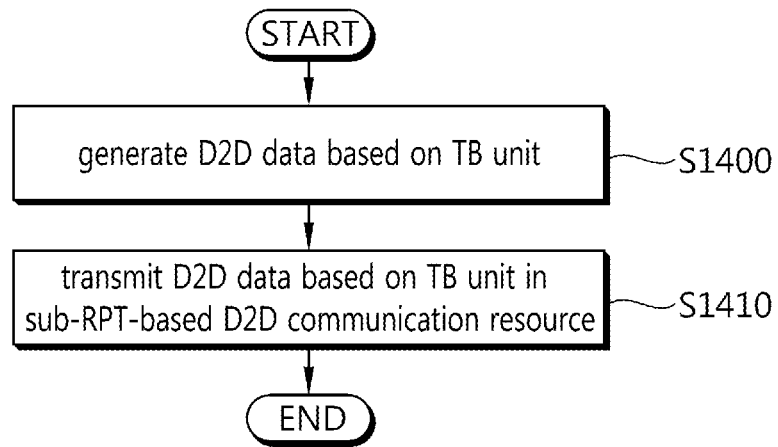 START
generate D2D data based on TB unit
S1400
transmit D2D data based on TB unit in
sub-RPT-based D2D communication resource
S1410
END